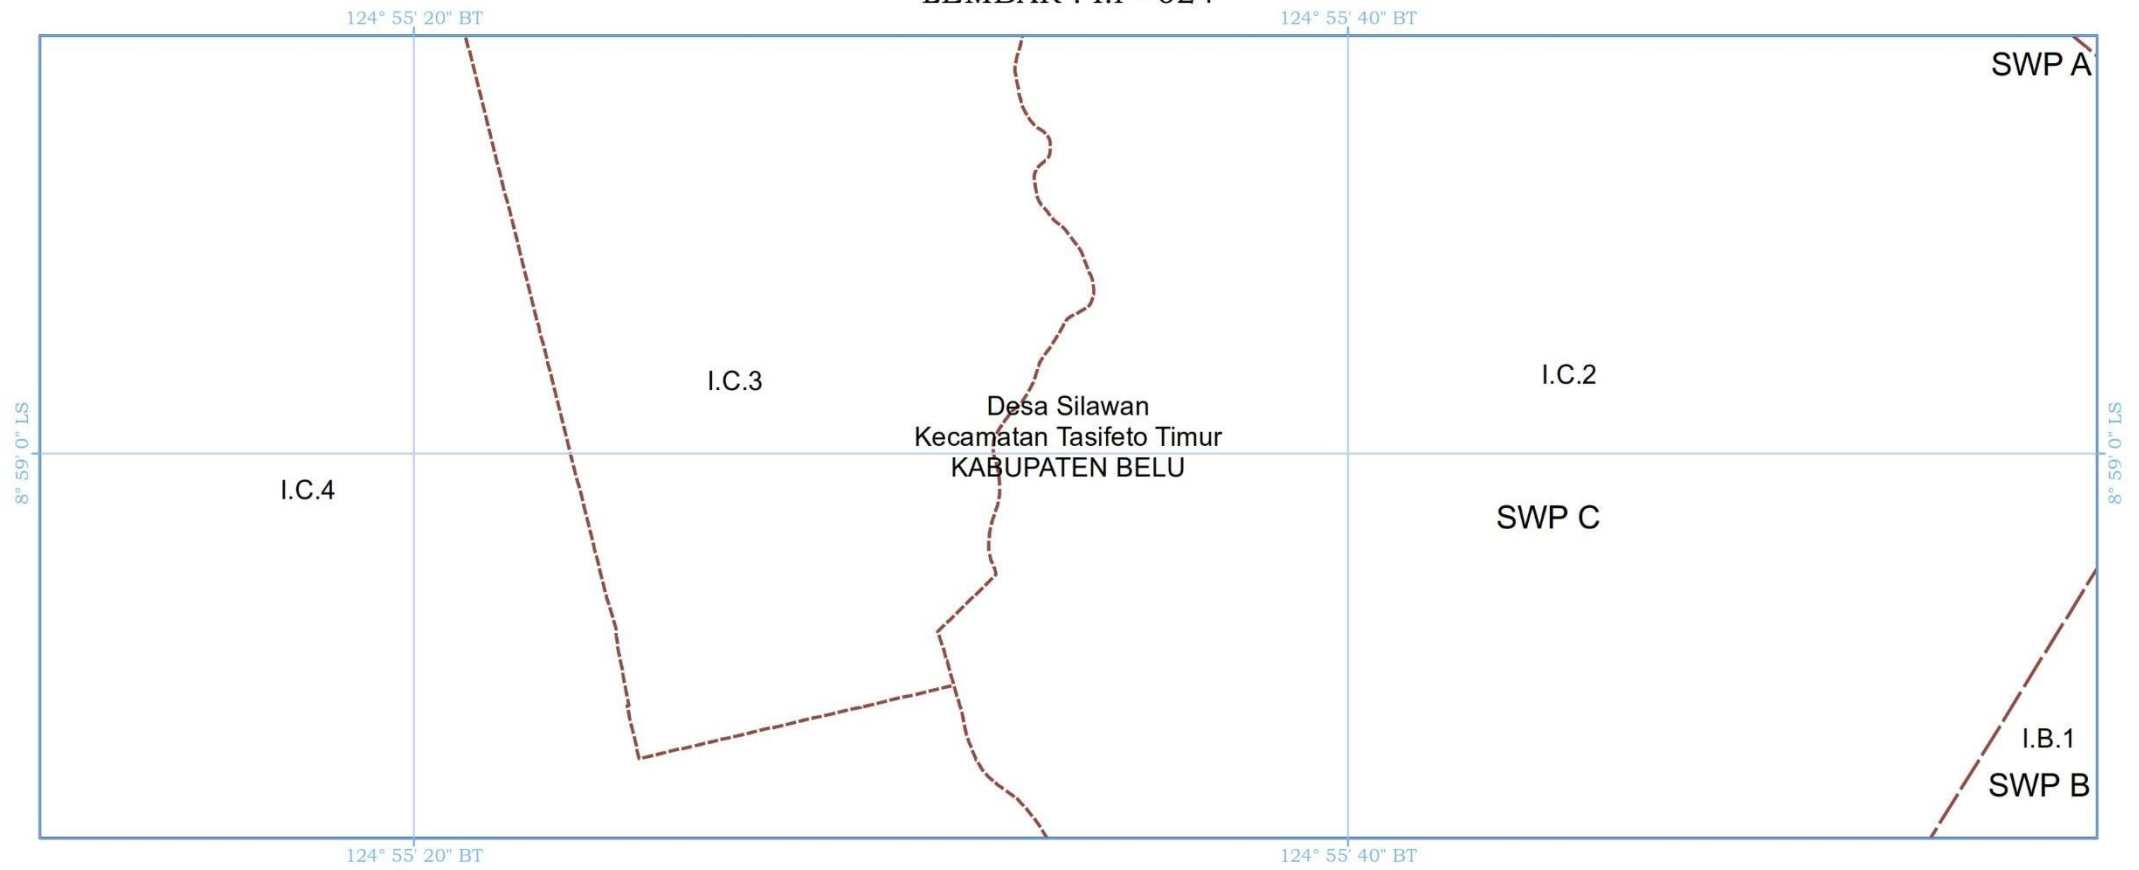 124° 55' 20" BT
124° 55' 40" BT
SWP A
I.C.3
I.C.2
Desa Silawan
Kecamatan Tasifeto Timur
KABUPATEN BELU
8° 59' 0" LS
8° 59' 0" LS
I.C.4
SWP C
I.B.1
SWP B
124° 55' 20" BT
124° 55' 40" BT